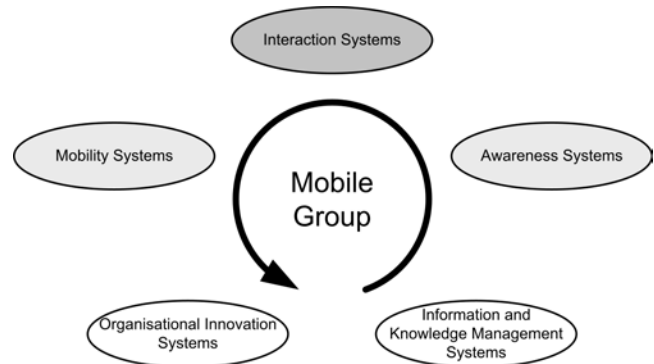 Interaction Systems
Mobility Systems
Awareness Systems
Mobile
Group
Organisational Innovation
Systems
Information and
Knowledge Management
Systems